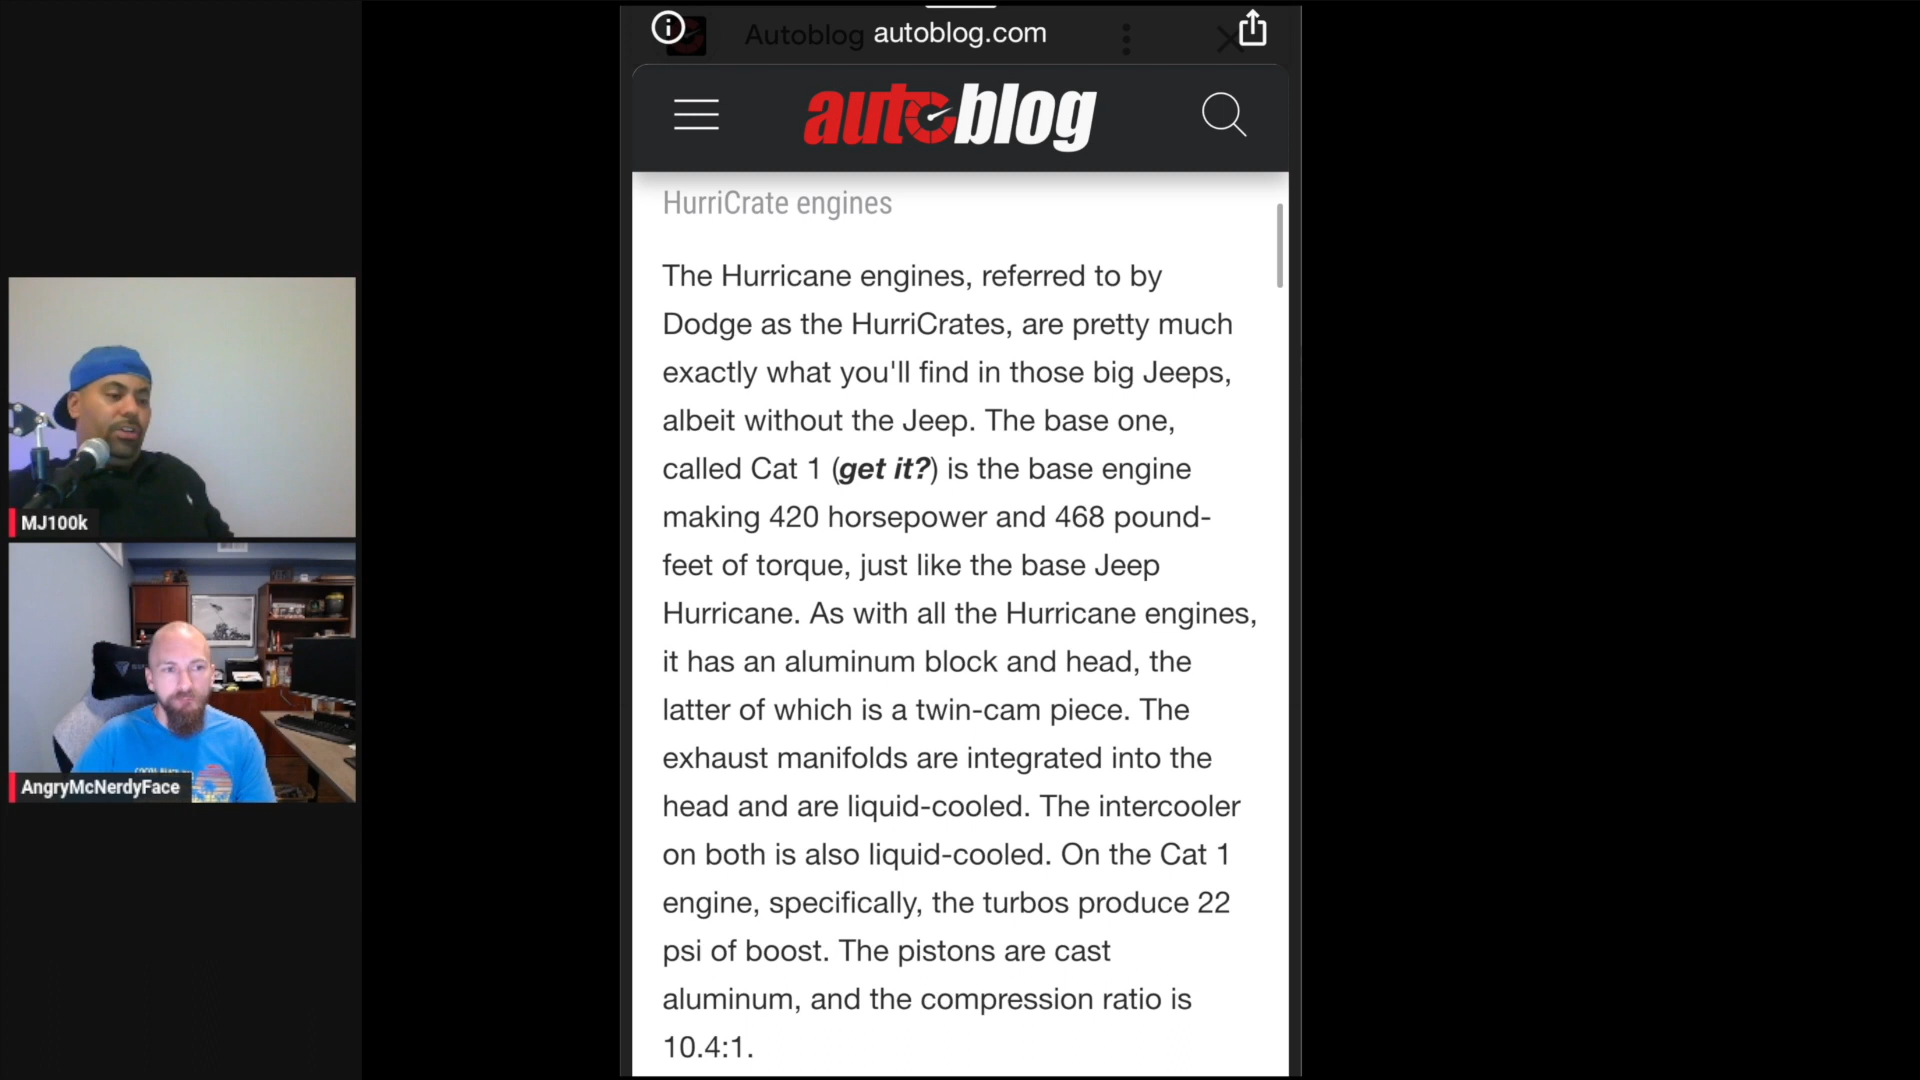 Autoblog autoblog.com
autoblog
HurriCrate engines
The Hurricane engines, referred to by
Dodge as the HurriCrates, are pretty much
exactly what you'll find in those big Jeeps,
albeit without the Jeep. The base one,
called Cat 1 (get it?) is the base engine
making 420 horsepower and 468 pound-
feet of torque, just like the base Jeep
Hurricane. As with all the Hurricane engines,
it has an aluminum block and head, the
latter of which is a twin-cam piece. The
exhaust manifolds are integrated into the
head and are liquid-cooled. The intercooler
on both is also liquid-cooled. On the Cat 1
engine, specifically, the turbos produce 22
psi of boost. The pistons are cast
aluminum, and the compression ratio is
10.4:1.
MJ100k
AngryMcNerdyFace